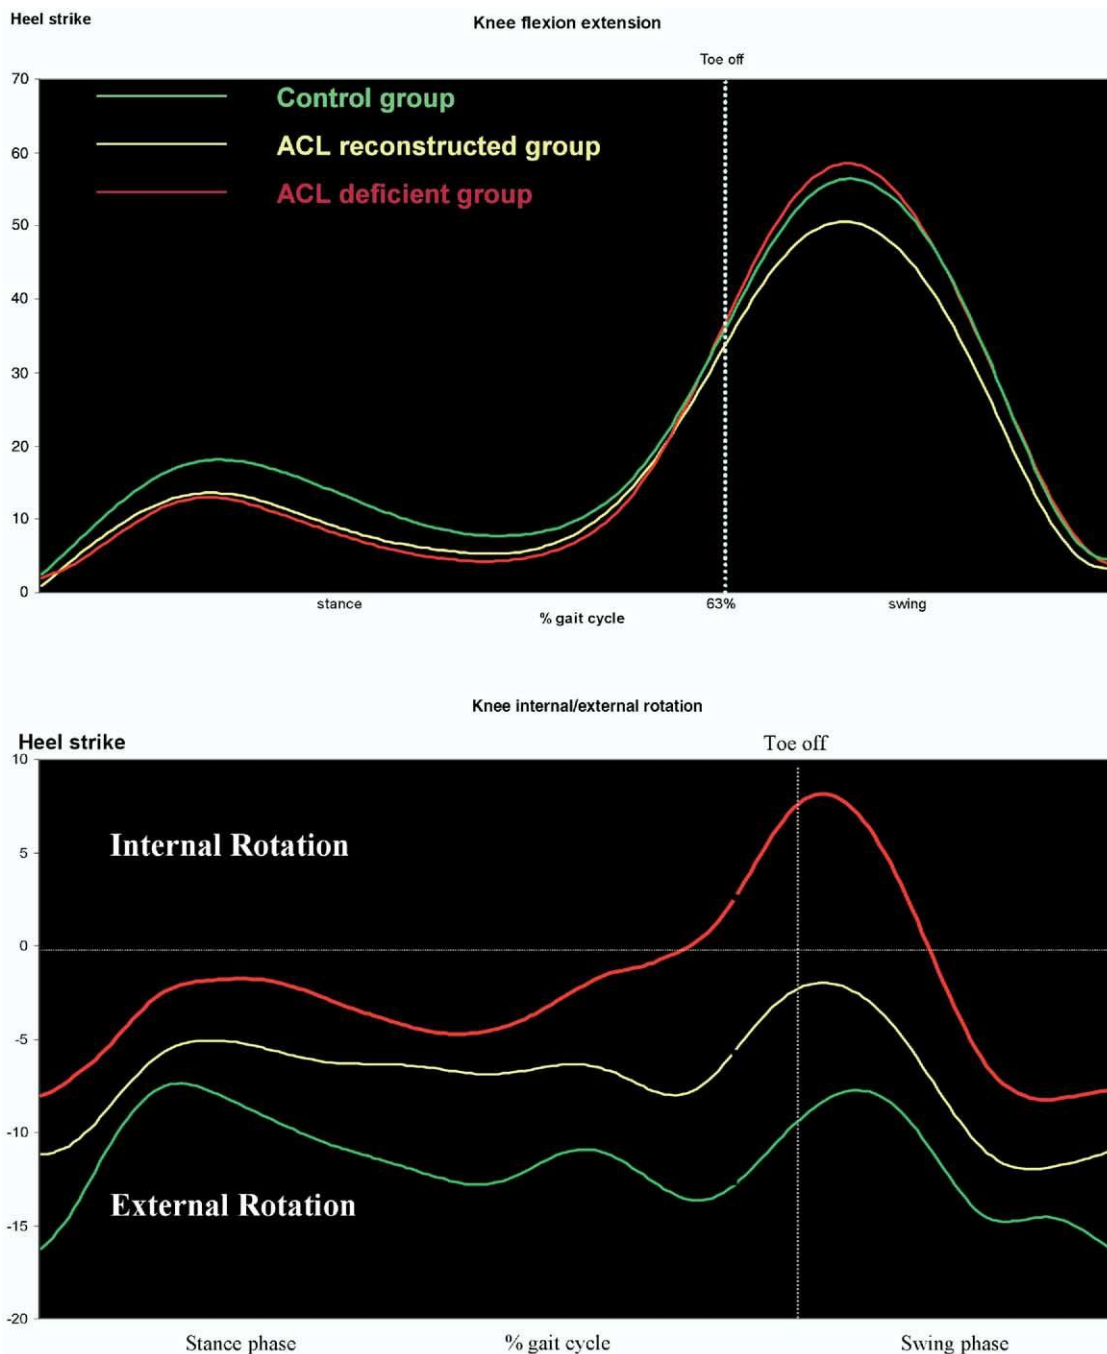 Heel strike
Knee flexion extension
Toe off
70
Control group
60
ACL reconstructed group
ACL deficient group
50
40
30
20
10
0
stance
63%
swing
% gait cycle
Knee internal/external rotation
Heel strike
Toe off
10
Internal Rotation
5
0
-5
-10
External Rotation
-15
-20
Stance phase
% gait cycle
Swing phase